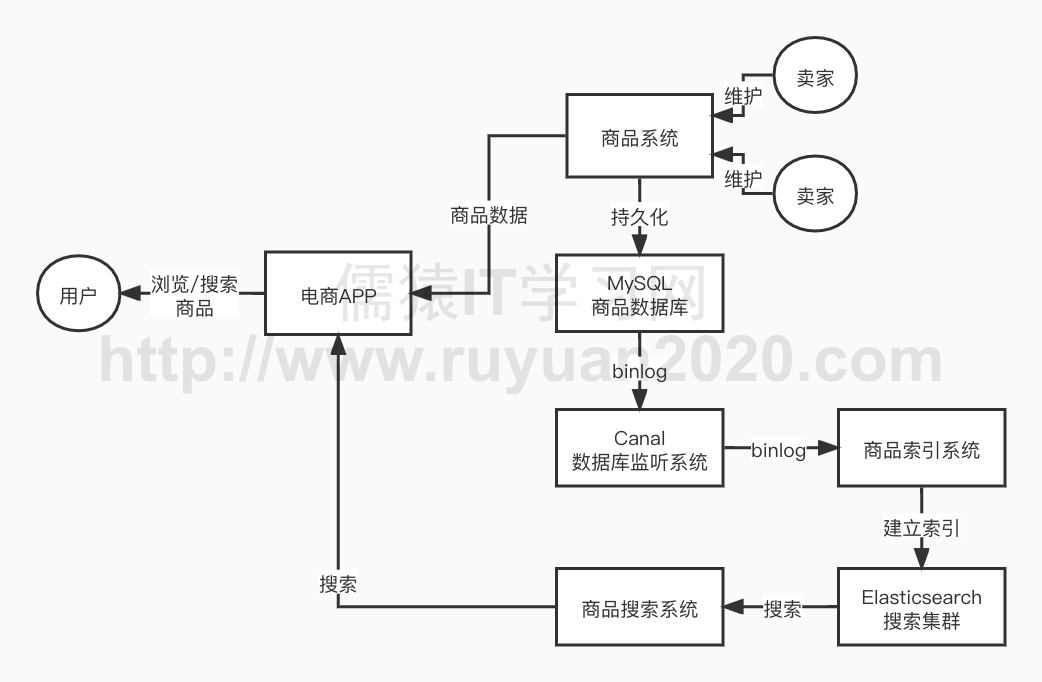 卖家
维护
商品系统
维护
卖家
商品数据
持久化
用户
浏览/搜索
商品
电商APP
MySQL
商品数据库
儒猿IT学习网
http://www.ruyuan2020.com
binlog
Canal
数据库监听系统
binlog
商品索引系统
建立索引
搜索
商品搜索系统
搜索
Elasticsearch
搜索集群